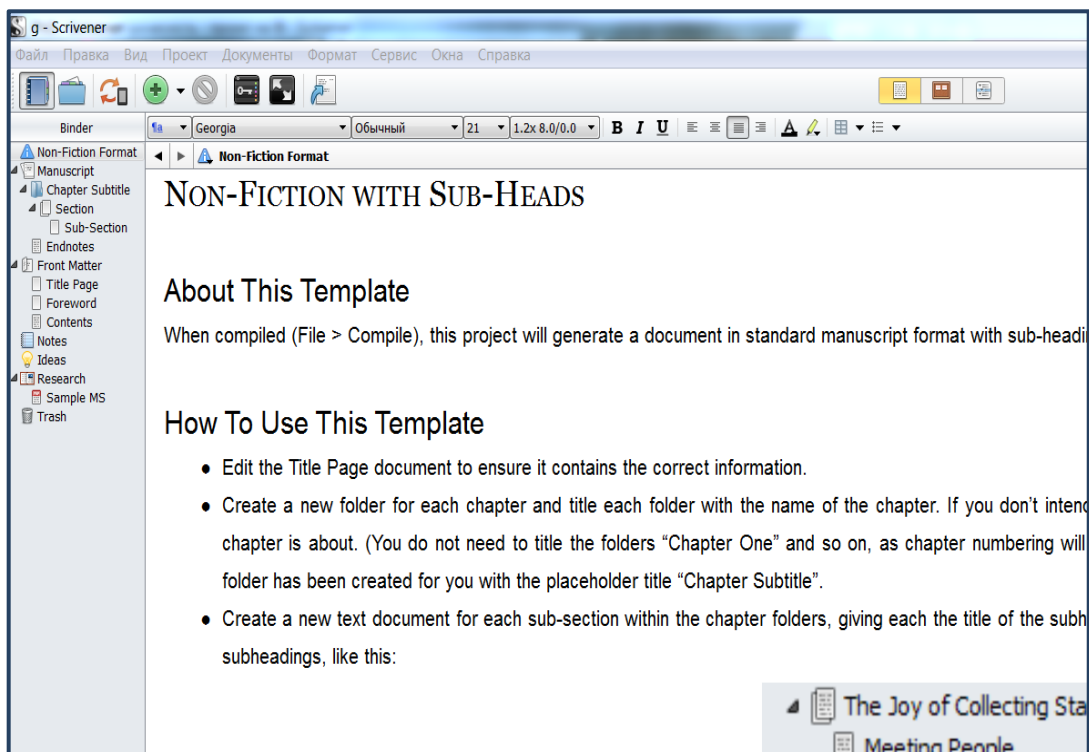 g - Scrivener
Файл Правка Вид Проект Документы Формат Сервис Окна Справка
Binder
Georgia Обычный 21 1.2x 8.0/0.0 B I U A
Non-Fiction Format
Manuscript
Chapter Subtitle
Section
Sub-Section
Endnotes
Front Matter
Title Page
Foreword
Contents
Notes
Ideas
Research
Sample MS
Trash
Non-Fiction Format
NON-FICTION WITH SUB-HEADS
About This Template
When compiled (File > Compile), this project will generate a document in standard manuscript format with sub-headi
How To Use This Template
● Edit the Title Page document to ensure it contains the correct information.
● Create a new folder for each chapter and title each folder with the name of the chapter. If you don’t intend
chapter is about. (You do not need to title the folders “Chapter One” and so on, as chapter numbering will
folder has been created for you with the placeholder title “Chapter Subtitle”.
● Create a new text document for each sub-section within the chapter folders, giving each the title of the subh
subheadings, like this:
The Joy of Collecting Sta
Meeting People